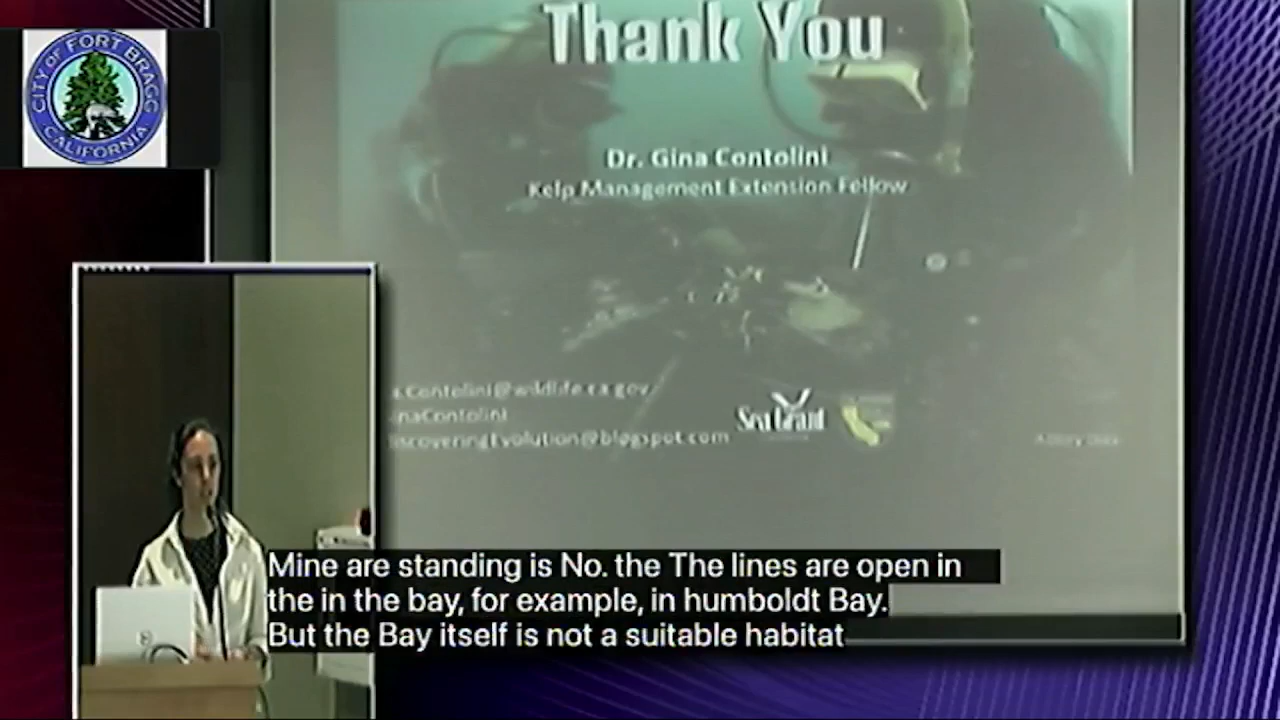 CITY OF FORT BRAGG
CALIFORNIA
Thank You
Dr. Gina Contolini
Kelp Management Extension Fellow
a.Contolini@wildlife.ca.gov
inaContolini
iscoveringEvolution@blogspot.com
Sea Grant
Mine are standing is No. the The lines are open in
the in the bay, for example, in humboldt Bay.
But the Bay itself is not a suitable habitat